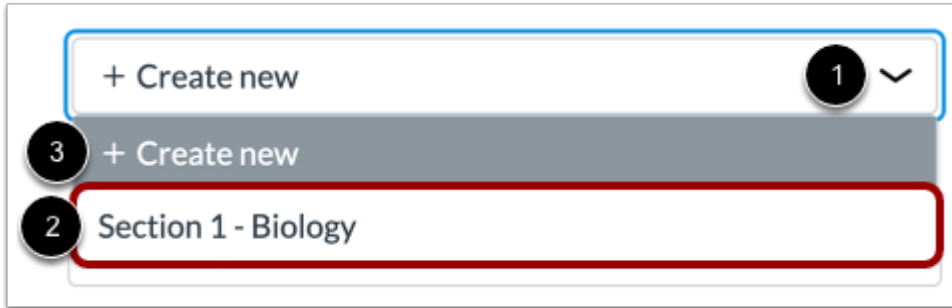 + Create new 1
3 + Create new
2 Section 1 - Biology